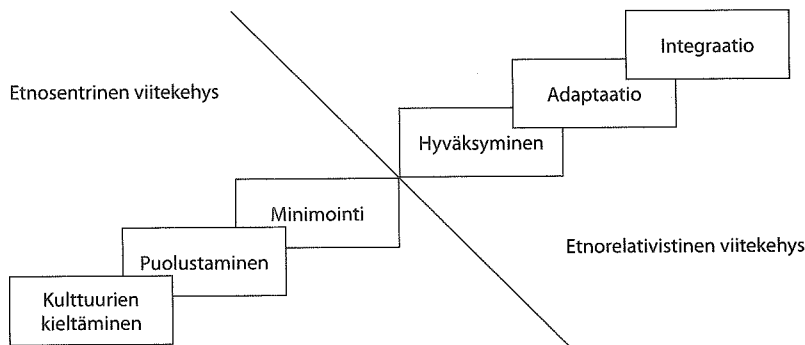 Integraatio
Etnosentrinen viitekehys
Adaptaatio
Hyväksyminen
Minimointi
Etnorelativistinen viitekehys
Puolustaminen
Kulttuurien
kieltäminen